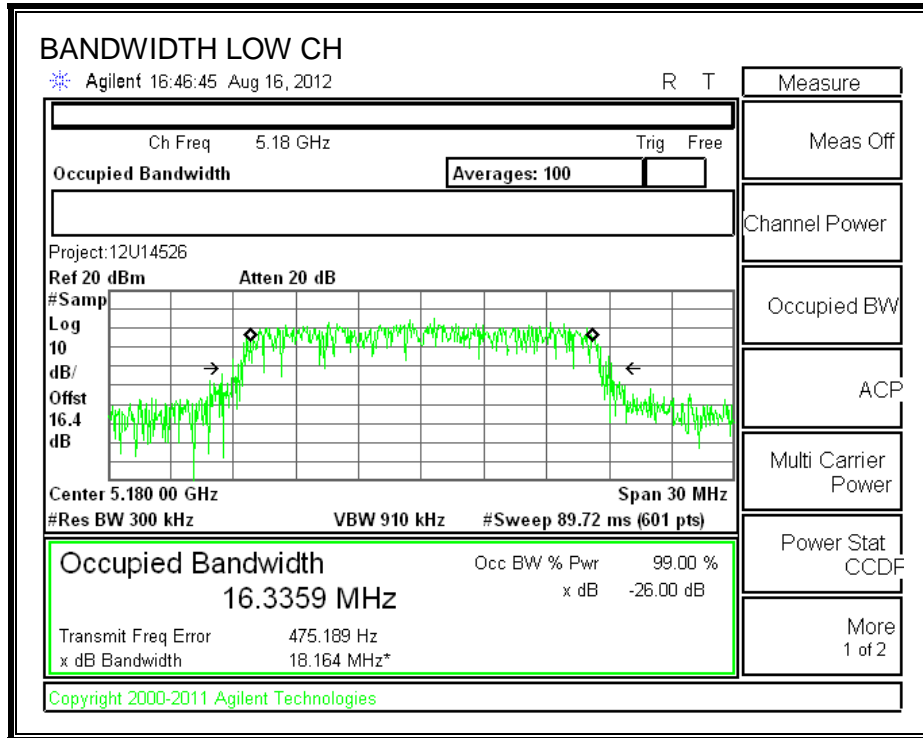 BANDWIDTH LOW CH
Agilent 16:46:45 Aug 16, 2012 R T
Measure
Ch Freq 5.18 GHz Trig Free
Meas Off
Occupied Bandwidth Averages: 100
Channel Power
Project:12U14526
Ref 20 dBm Atten 20 dB
#Samp
Log
10
dB/
Offst
16.4
dB
Occupied BW
ACP
Multi Carrier
Power
Center 5.180 00 GHz Span 30 MHz
#Res BW 300 kHz VBW 910 kHz #Sweep 89.72 ms (601 pts)
Power Stat
CCDF
Occupied Bandwidth Occ BW % Pwr 99.00 %
16.3359 MHz x dB -26.00 dB
Transmit Freq Error 475.189 Hz
x dB Bandwidth 18.164 MHz*
More
1 of 2
Copyright 2000-2011 Agilent Technologies